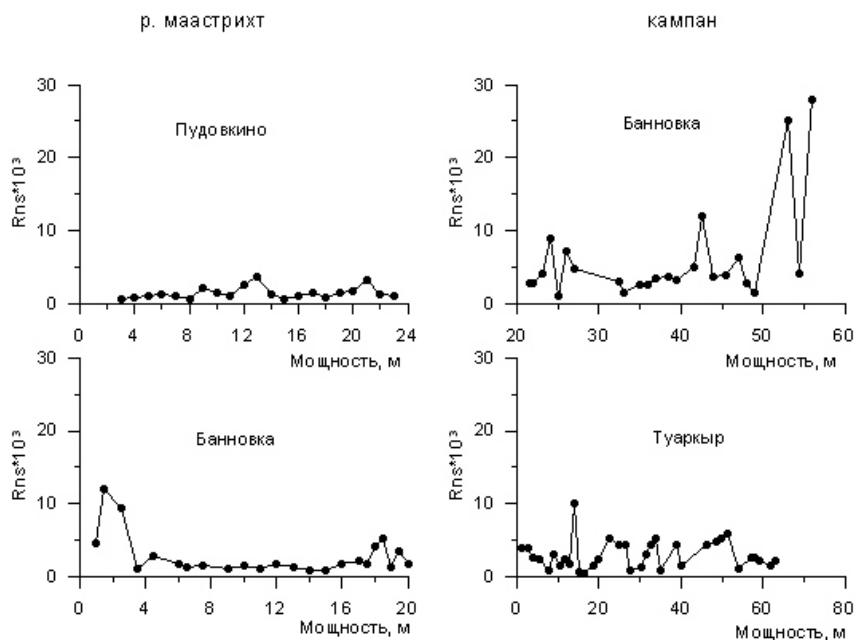 р. маастрихт
кампан
30
20
10
0
Rns*10³
Пудовкино
0 4 8 12 16 20 24
Мощность, м
30
20
10
0
Rns*10³
Банновка
20 30 40 50 60
Мощность, м
30
20
10
0
Rns*10³
Банновка
0 4 8 12 16 20
Мощность, м
30
20
10
0
Rns*10³
Туаркыр
0 20 40 60 80
Мощность, м